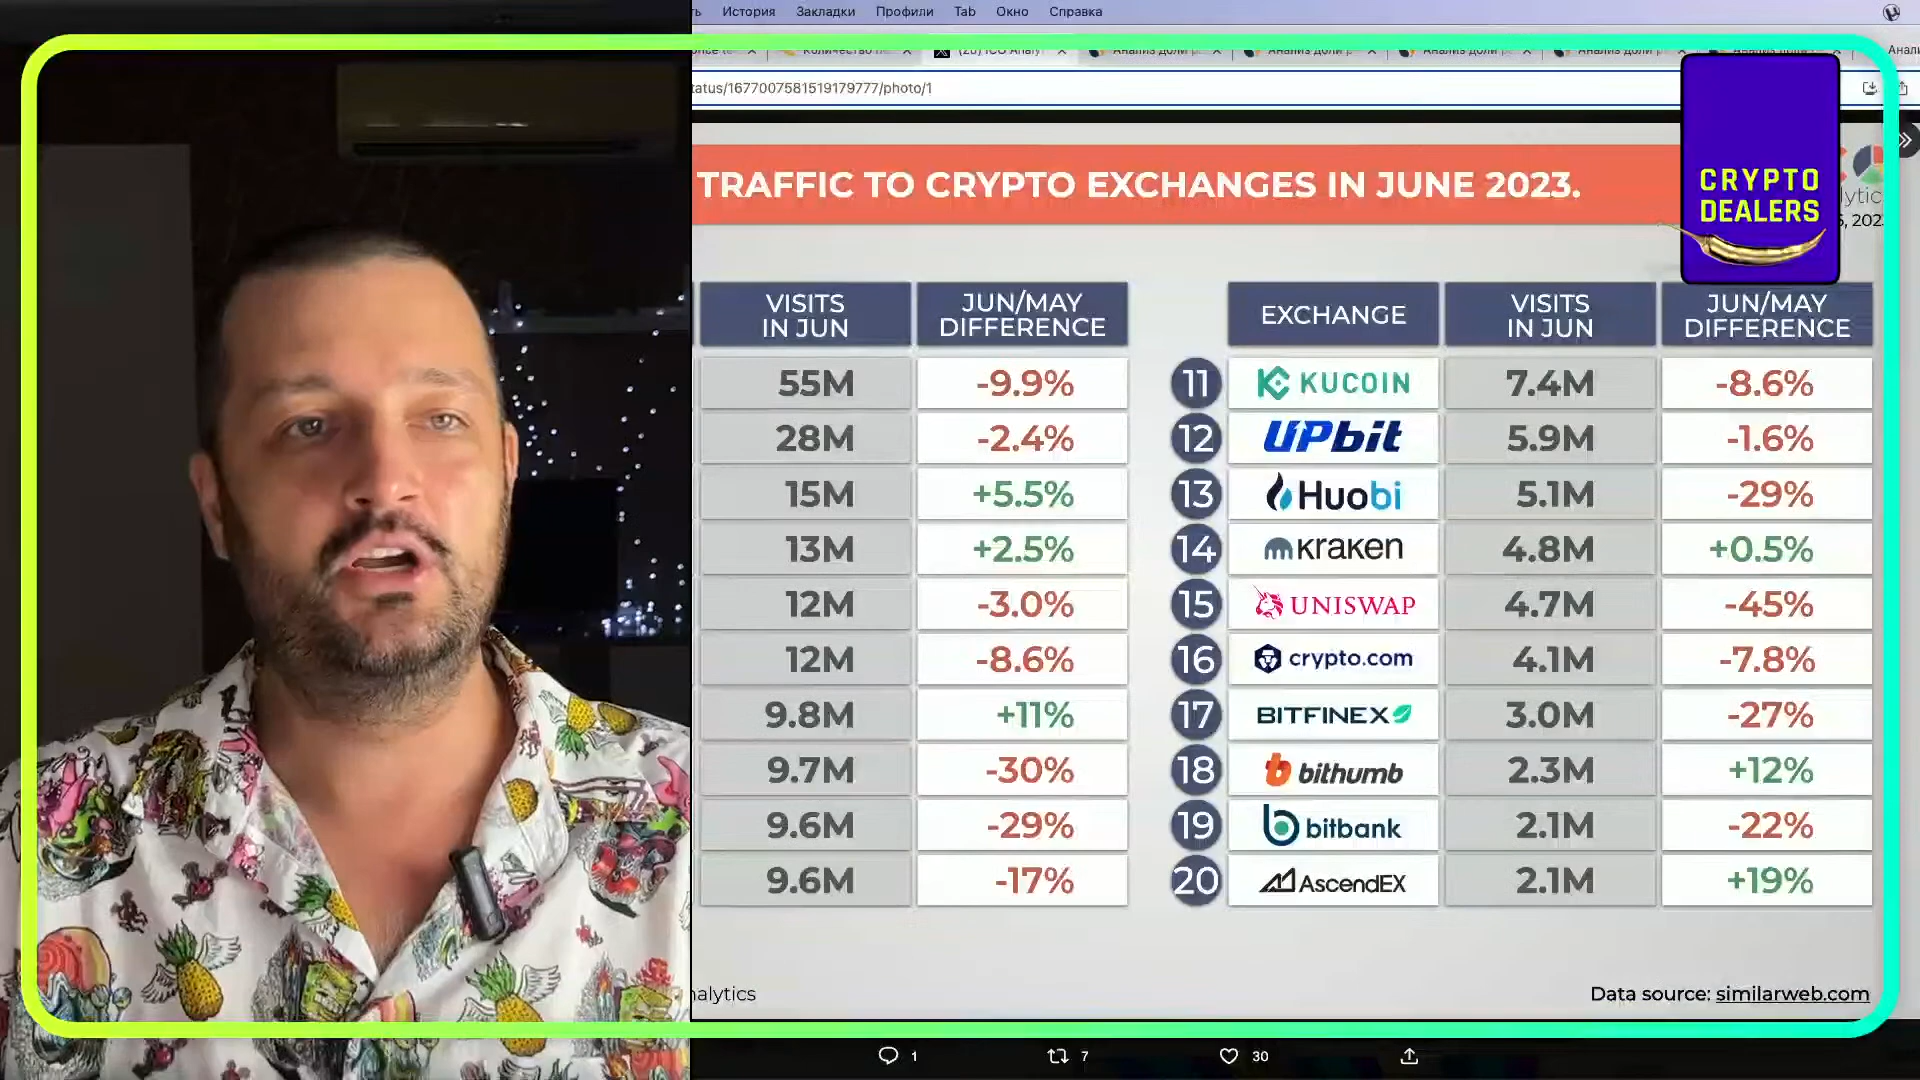 История Закладки Профили Tab Окно Справка
tatus/1677007581519179777/photo/1
TRAFFIC TO CRYPTO EXCHANGES IN JUNE 2023.
CRYPTO
DEALERS
VISITS
IN JUN
JUN/MAY
DIFFERENCE
55M -9.9%
28M -2.4%
15M +5.5%
13M +2.5%
12M -3.0%
12M -8.6%
9.8M +11%
9.7M -30%
9.6M -29%
9.6M -17%
EXCHANGE
VISITS
IN JUN
JUN/MAY
DIFFERENCE
11 KUCOIN 7.4M -8.6%
12 UPbit 5.9M -1.6%
13 Huobi 5.1M -29%
14 kraken 4.8M +0.5%
15 UNISWAP 4.7M -45%
16 crypto.com 4.1M -7.8%
17 BITFINEX 3.0M -27%
18 bithumb 2.3M +12%
19 bitbank 2.1M -22%
20 AscendEX 2.1M +19%
nalytics
Data source: similarweb.com
1 7 30